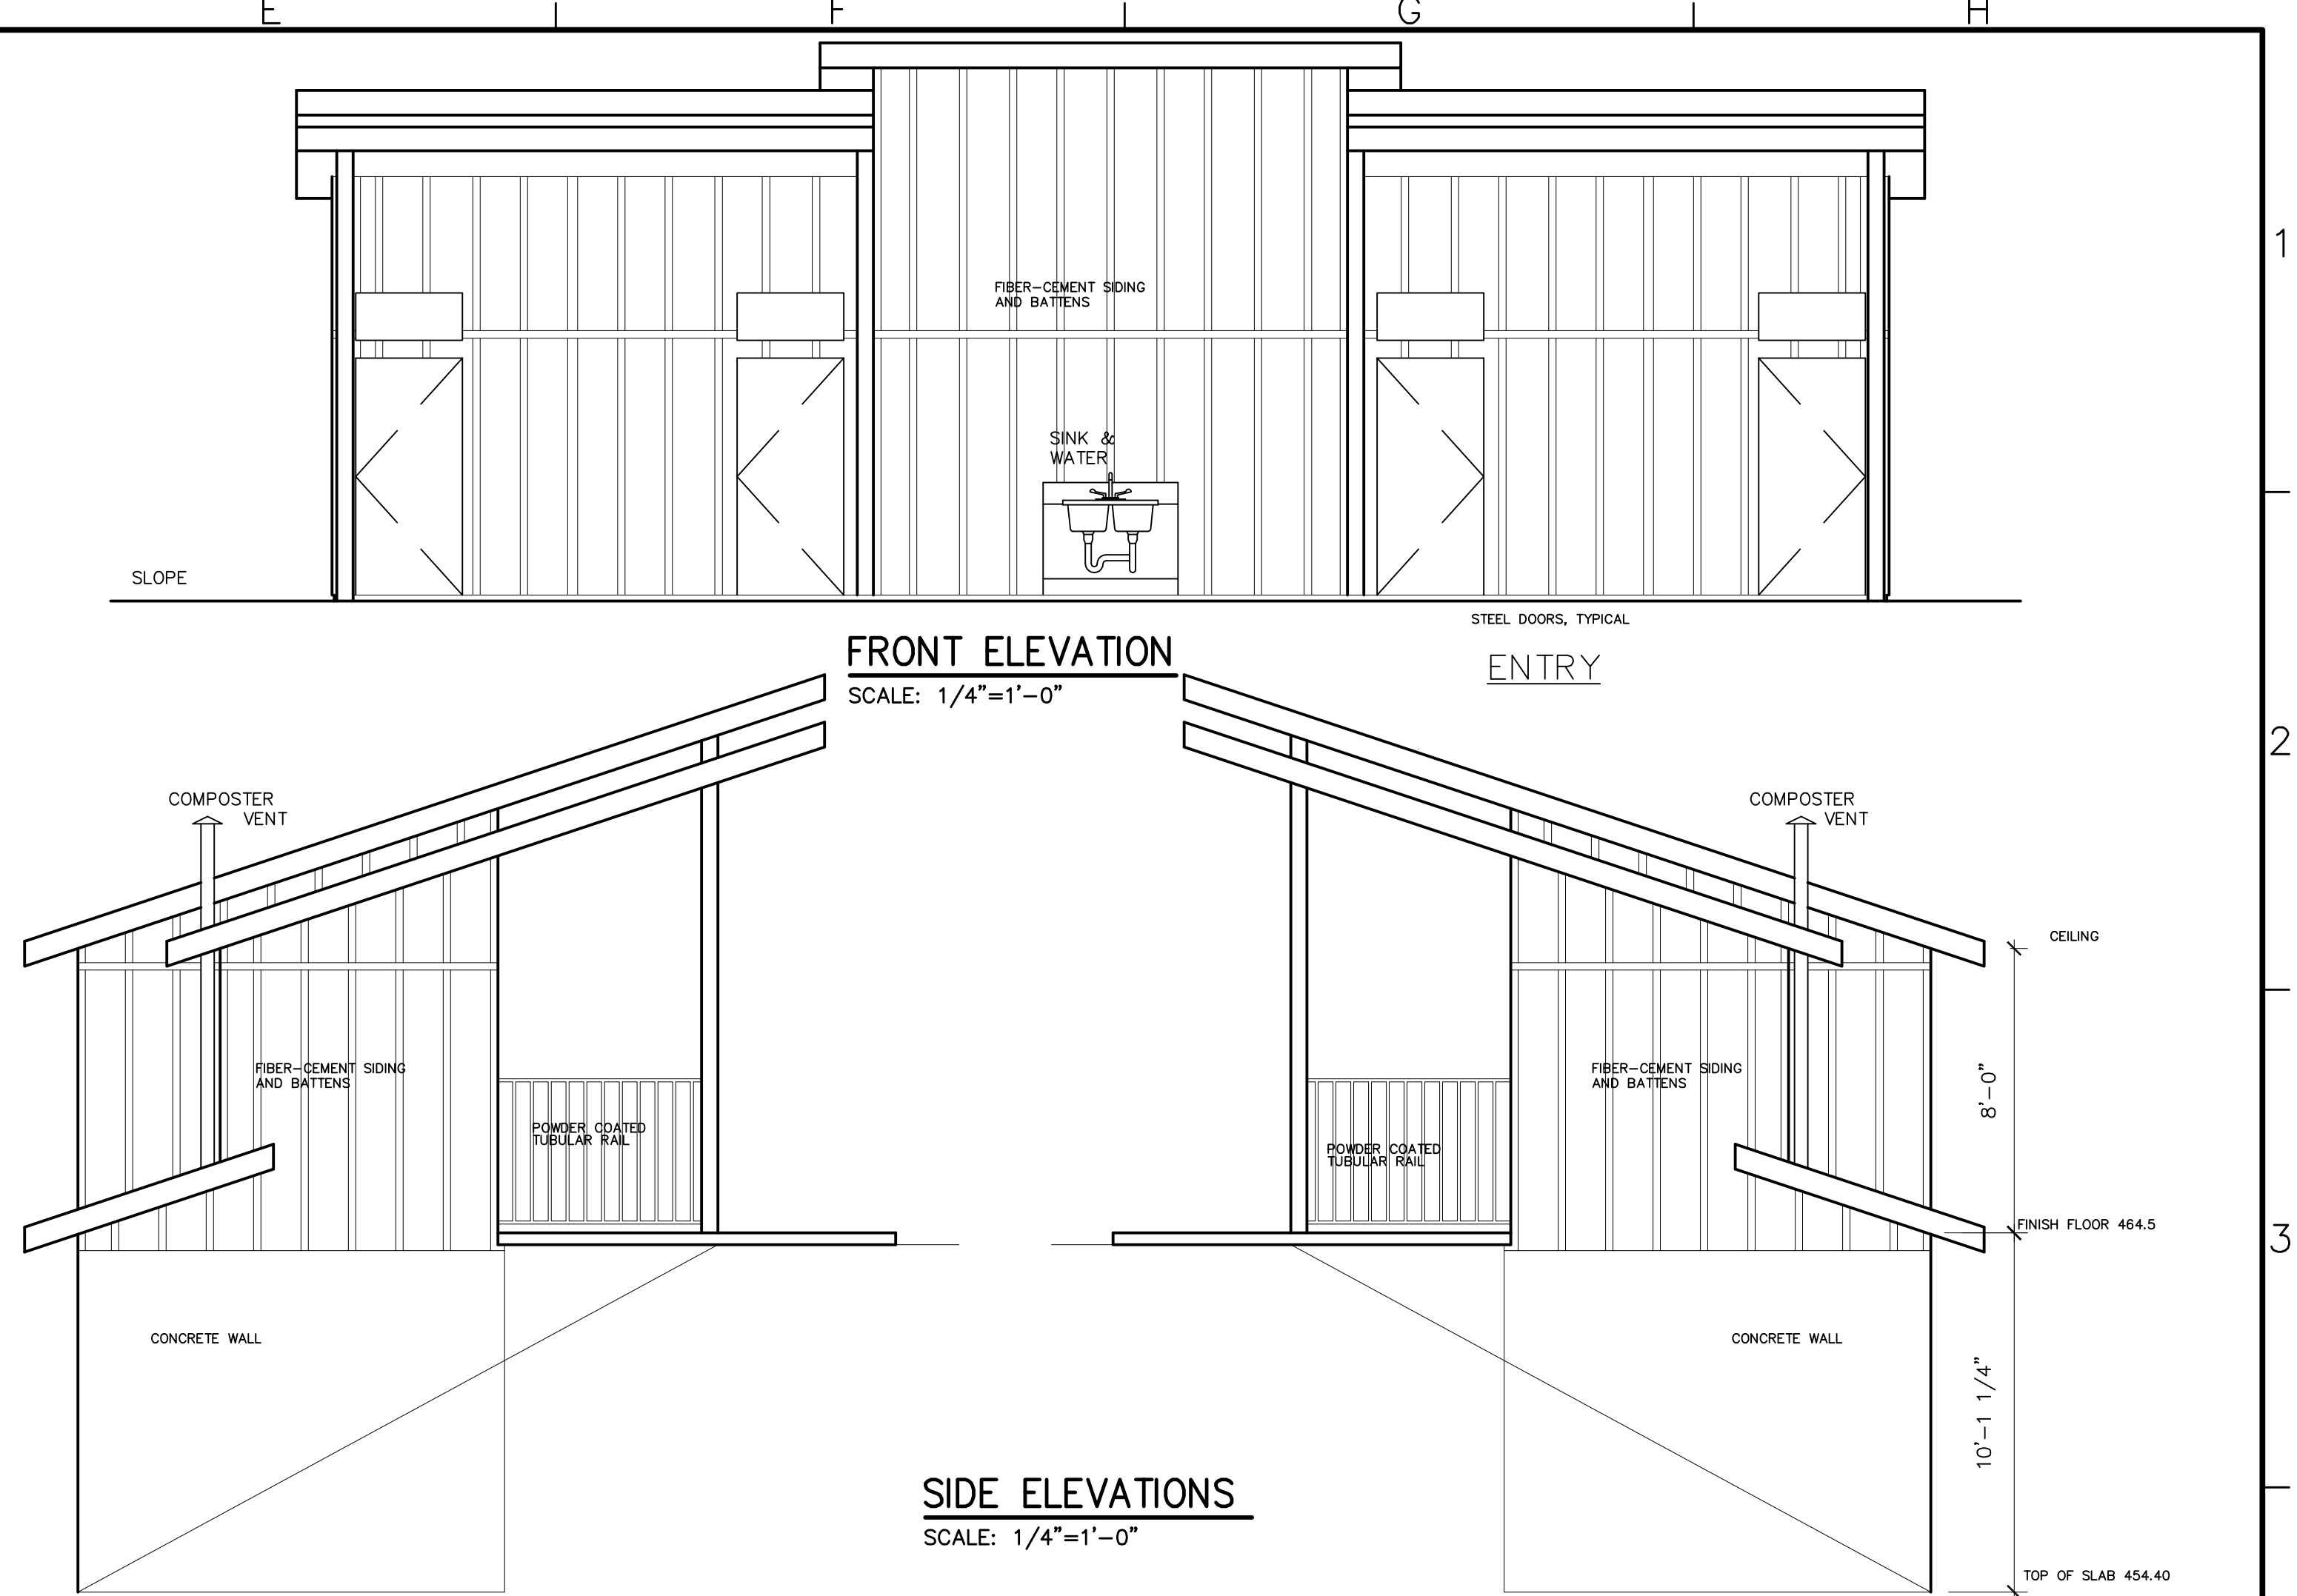 E F G H
1
FIBER-CEMENT SIDING
AND BATTENS
SINK &
WATER
SLOPE
STEEL DOORS, TYPICAL
FRONT ELEVATION
SCALE: 1/4"=1'-0"
ENTRY
2
COMPOSTER
VENT
COMPOSTER
VENT
CEILING
FIBER-CEMENT SIDING
AND BATTENS
POWDER COATED
TUBULAR RAIL
POWDER COATED
TUBULAR RAIL
FIBER-CEMENT SIDING
AND BATTENS
8'-0"
FINISH FLOOR 464.5
3
CONCRETE WALL
CONCRETE WALL
10'-1 1/4"
SIDE ELEVATIONS
SCALE: 1/4"=1'-0"
TOP OF SLAB 454.40